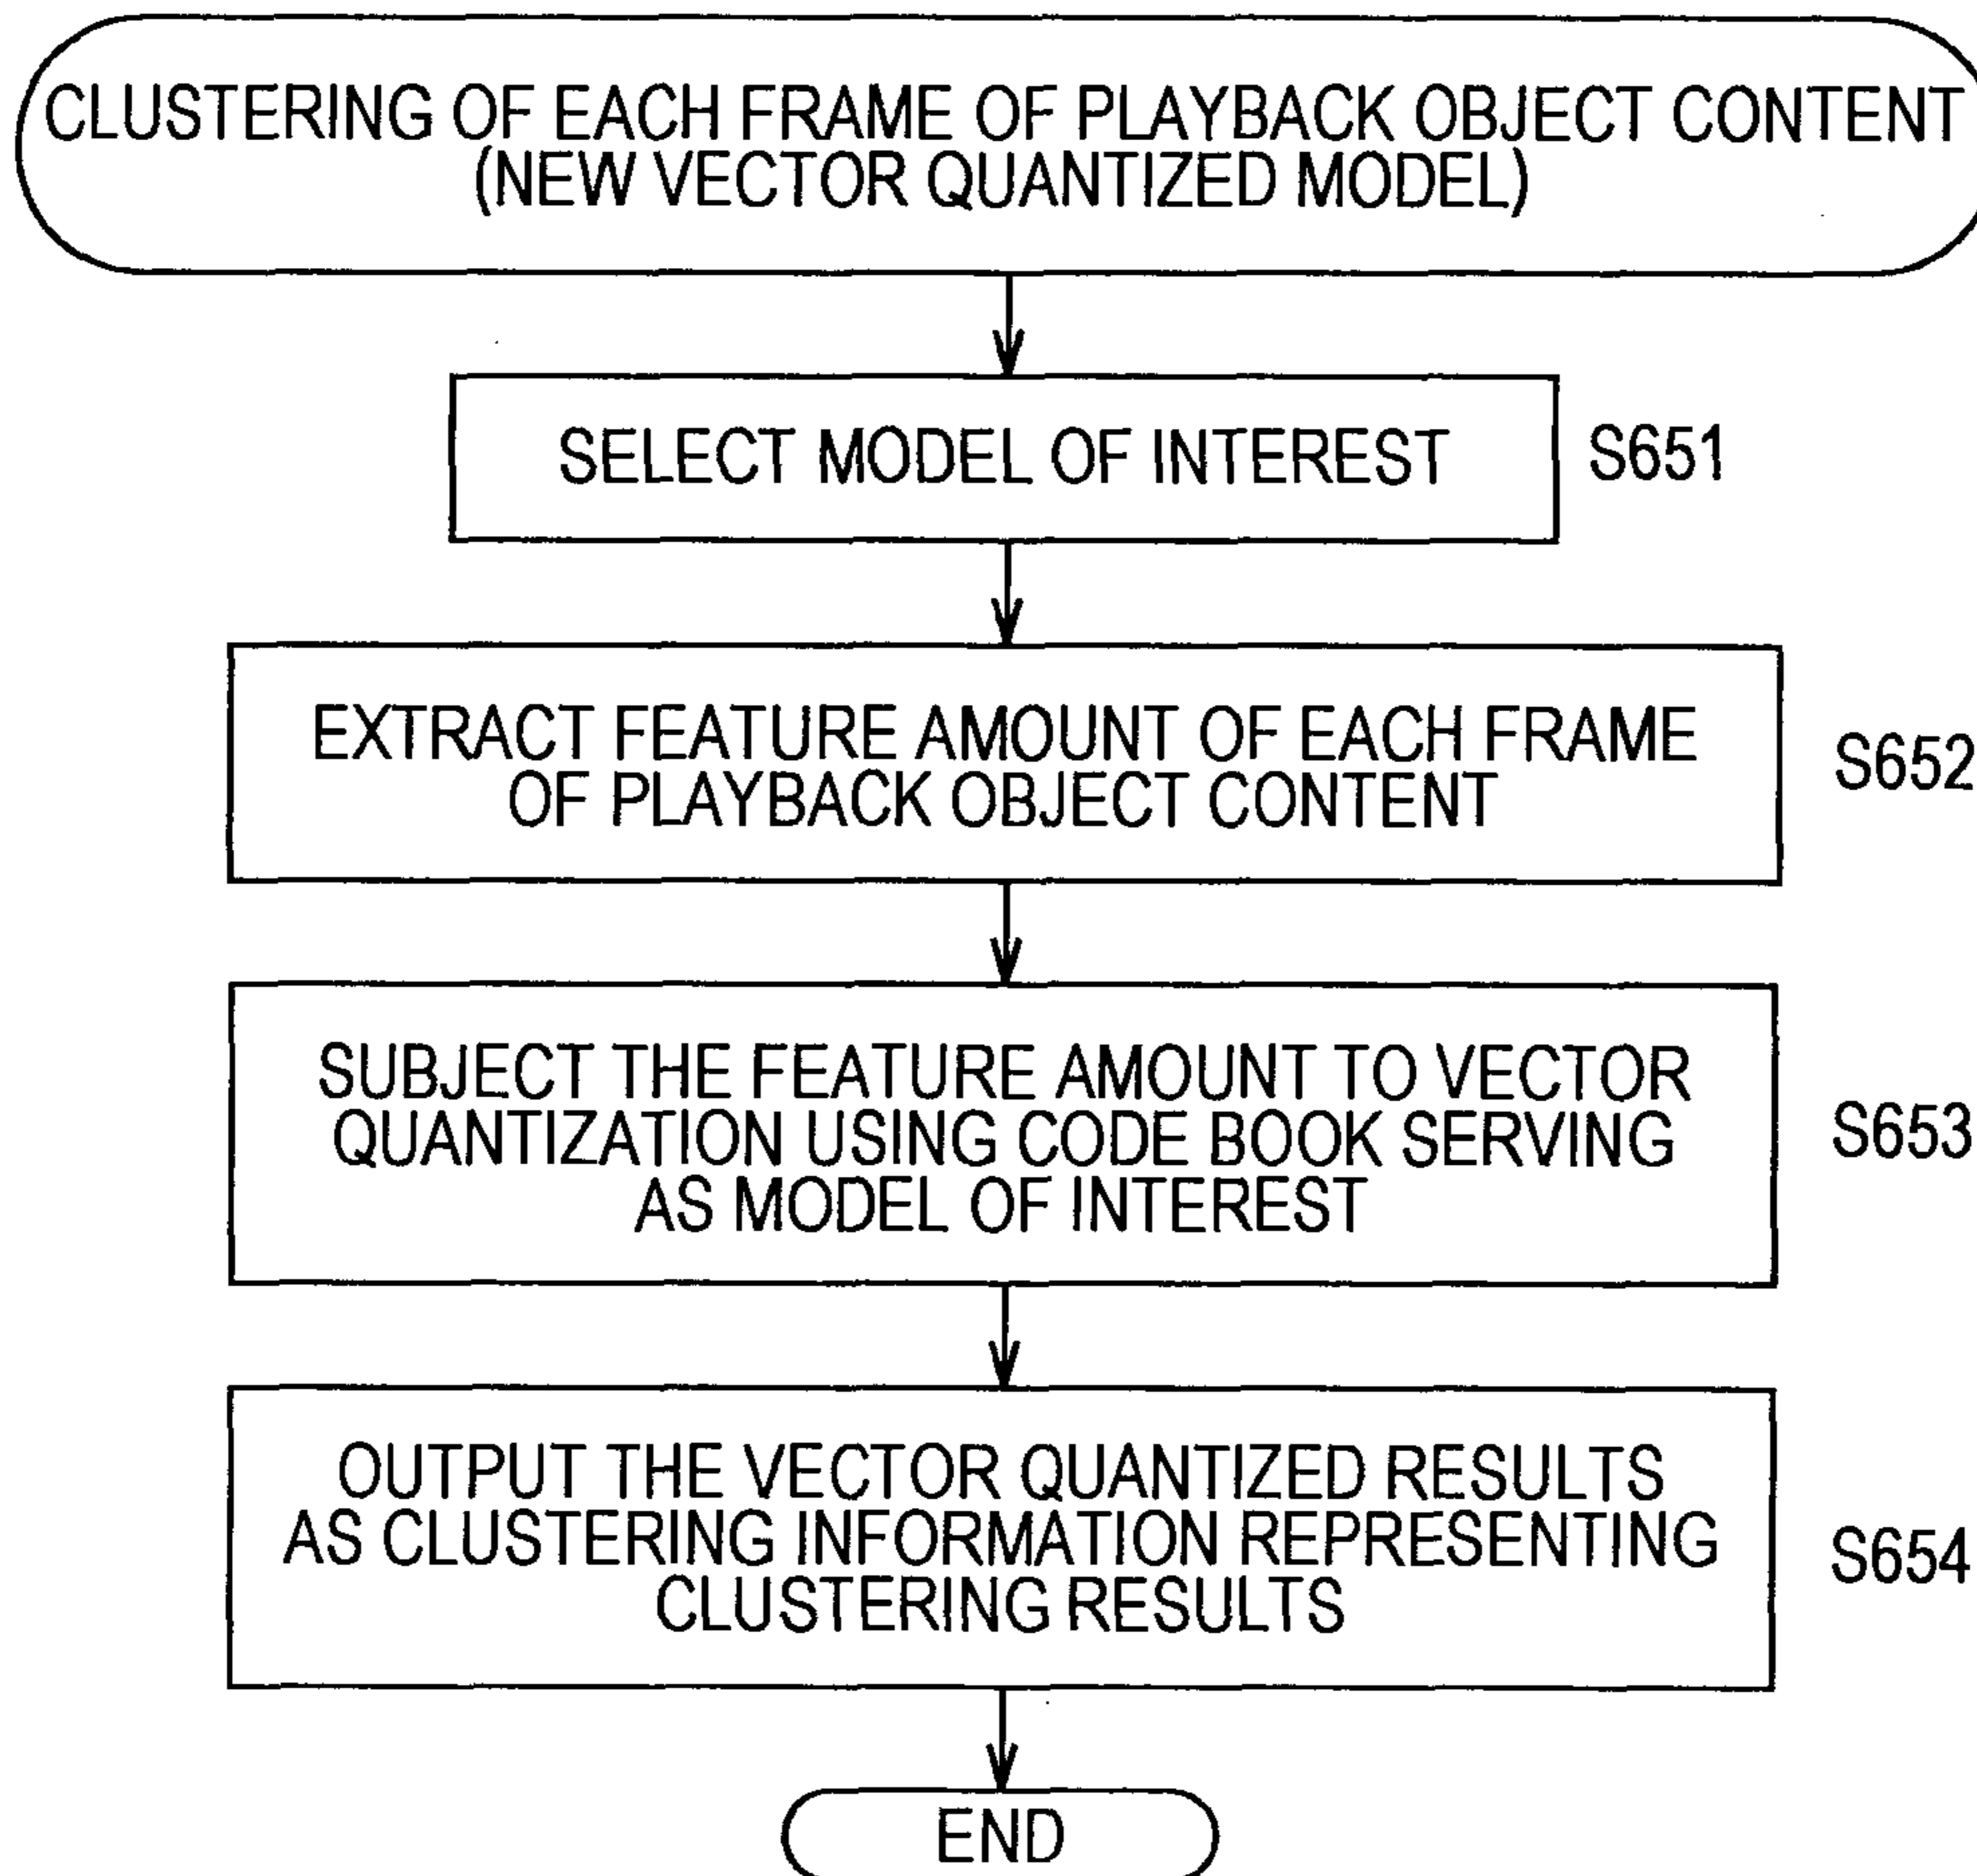 CLUSTERING OF EACH FRAME OF PLAYBACK OBJECT CONTENT
(NEW VECTOR QUANTIZED MODEL)
SELECT MODEL OF INTEREST
S651
EXTRACT FEATURE AMOUNT OF EACH FRAME
OF PLAYBACK OBJECT CONTENT
S652
SUBJECT THE FEATURE AMOUNT TO VECTOR
QUANTIZATION USING CODE BOOK SERVING
AS MODEL OF INTEREST
S653
OUTPUT THE VECTOR QUANTIZED RESULTS
AS CLUSTERING INFORMATION REPRESENTING
CLUSTERING RESULTS
S654
END